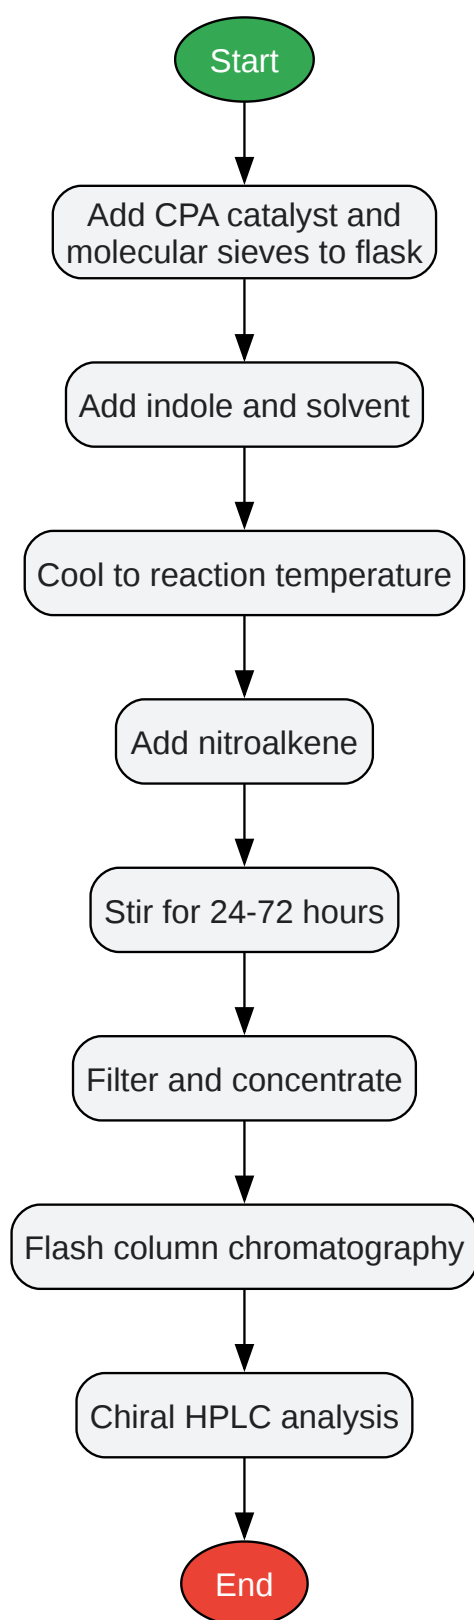 Start
Add CPA catalyst and
molecular sieves to flask
Add indole and solvent
Cool to reaction temperature
Add nitroalkene
Stir for 24-72 hours
Filter and concentrate
Flash column chromatography
Chiral HPLC analysis
End